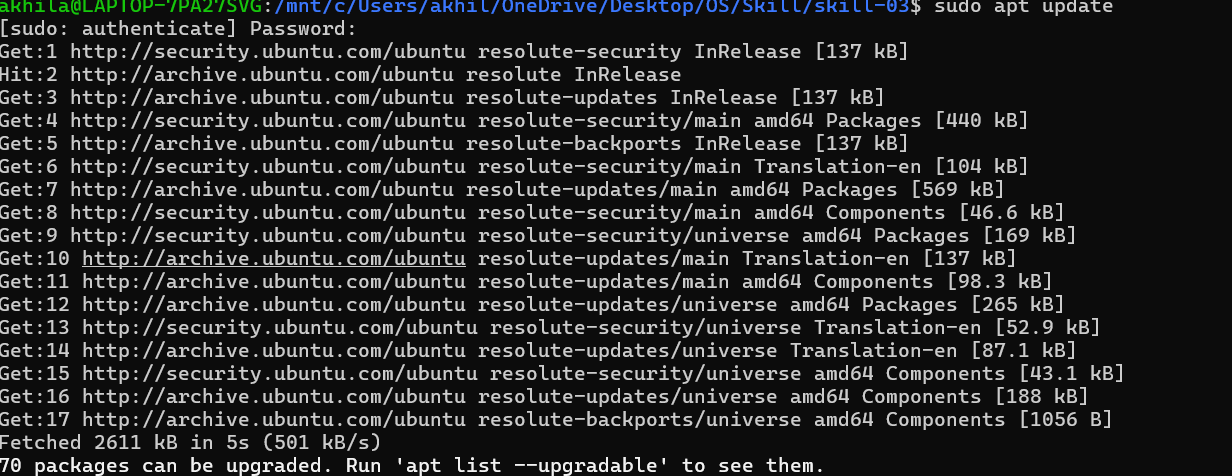 akhila@LAPTOP-7PA27SVG:/mnt/c/Users/akhil/OneDrive/Desktop/OS/Skill/skill-03$ sudo apt update
[sudo: authenticate] Password:
Get:1 http://security.ubuntu.com/ubuntu resolute-security InRelease [137 kB]
Hit:2 http://archive.ubuntu.com/ubuntu resolute InRelease
Get:3 http://archive.ubuntu.com/ubuntu resolute-updates InRelease [137 kB]
Get:4 http://security.ubuntu.com/ubuntu resolute-security/main amd64 Packages [440 kB]
Get:5 http://archive.ubuntu.com/ubuntu resolute-backports InRelease [137 kB]
Get:6 http://security.ubuntu.com/ubuntu resolute-security/main Translation-en [104 kB]
Get:7 http://archive.ubuntu.com/ubuntu resolute-updates/main amd64 Packages [569 kB]
Get:8 http://security.ubuntu.com/ubuntu resolute-security/main amd64 Components [46.6 kB]
Get:9 http://security.ubuntu.com/ubuntu resolute-security/universe amd64 Packages [169 kB]
Get:10 http://archive.ubuntu.com/ubuntu resolute-updates/main Translation-en [137 kB]
Get:11 http://archive.ubuntu.com/ubuntu resolute-updates/main amd64 Components [98.3 kB]
Get:12 http://archive.ubuntu.com/ubuntu resolute-updates/universe amd64 Packages [265 kB]
Get:13 http://security.ubuntu.com/ubuntu resolute-security/universe Translation-en [52.9 kB]
Get:14 http://archive.ubuntu.com/ubuntu resolute-updates/universe Translation-en [87.1 kB]
Get:15 http://security.ubuntu.com/ubuntu resolute-security/universe amd64 Components [43.1 kB]
Get:16 http://archive.ubuntu.com/ubuntu resolute-updates/universe amd64 Components [188 kB]
Get:17 http://archive.ubuntu.com/ubuntu resolute-backports/universe amd64 Components [1056 B]
Fetched 2611 kB in 5s (501 kB/s)
70 packages can be upgraded. Run 'apt list --upgradable' to see them.